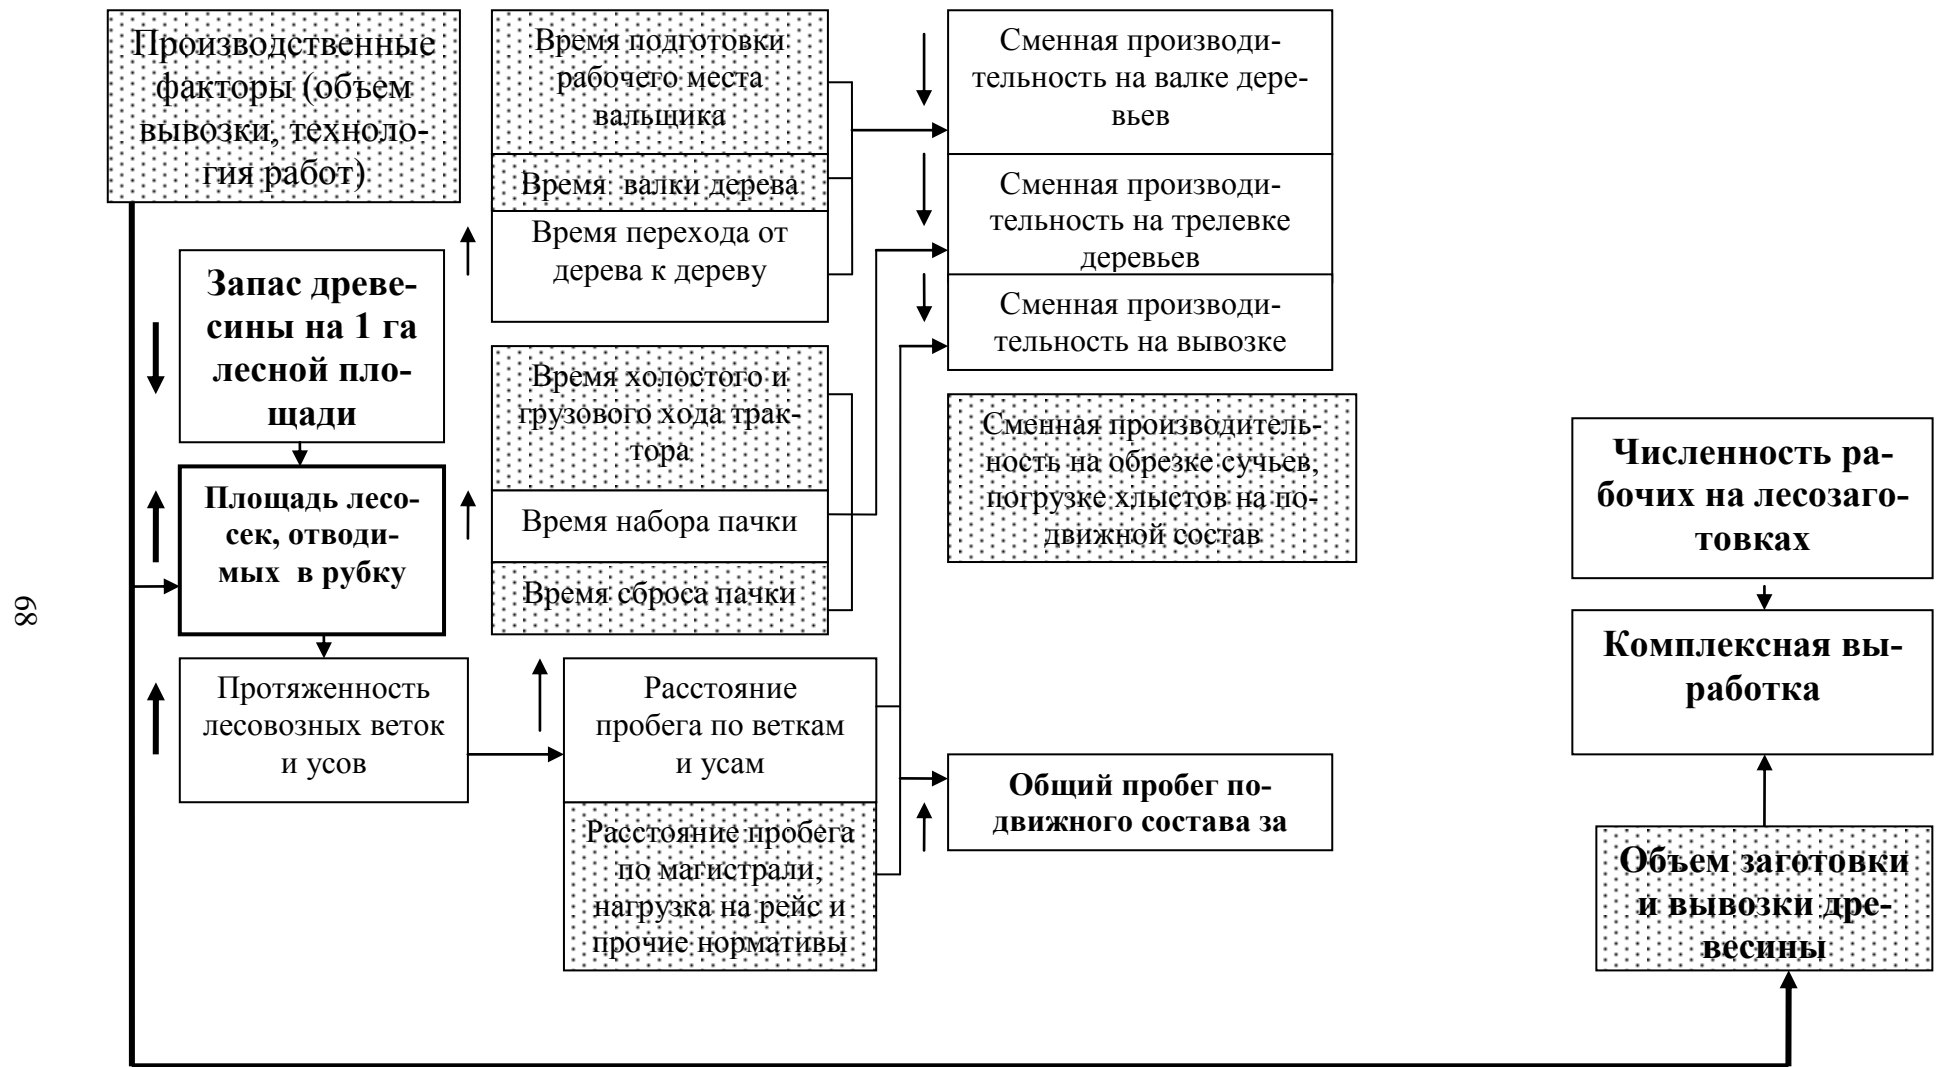 Производственные
факторы (объем
вывозки, техноло-
гия работ)
Запас древе-
сины на 1 га
лесной пло-
щади
Площадь лесо-
сек, отводи-
мых  в рубку
Протяженность
лесовозных веток
и усов
Время подготовки
рабочего места
вальщика
Время  валки дерева
Время перехода от
дерева к дереву
Время холостого и
грузового хода трак-
тора
Время набора пачки
Время сброса пачки
Расстояние
пробега по веткам
и усам
Расстояние пробега
по магистрали,
нагрузка на рейс и
прочие нормативы
Сменная производи-
тельность на валке дере-
вьев
Сменная производи-
тельность на трелевке
деревьев
Сменная производи-
тельность на вывозке
Сменная производитель-
ность на обрезке сучьев,
погрузке хлыстов на по-
движной состав
Общий пробег по-
движного состава за
Численность ра-
бочих на лесозаго-
товках
Комплексная вы-
работка
Объем заготовки
и вывозки дре-
весины
89